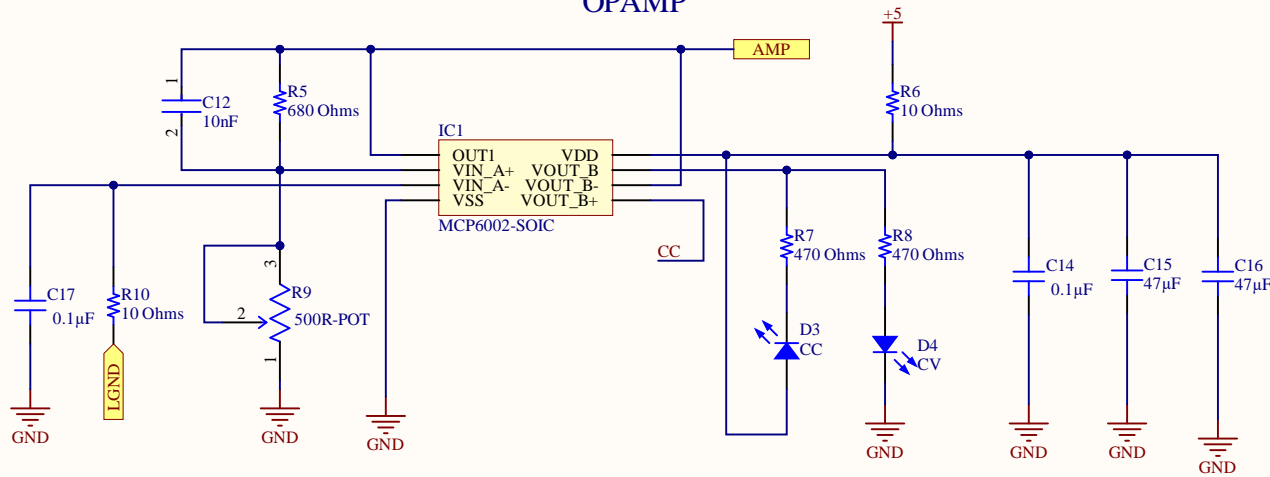 OPAMP
+5
AMP
1
C12
10nF
2
R5
680 Ohms
R6
10 Ohms
IC1
OUT1
VIN_A+
VIN_A-
VSS
VDD
VOUT_B
VOUT_B-
VOUT_B+
MCP6002-SOIC
CC
R7
470 Ohms
R8
470 Ohms
C17
0.1µF
R10
10 Ohms
LGND
3
2
1
R9
500R-POT
D3
CC
D4
CV
C14
0.1µF
C15
47µF
C16
47µF
GND
GND
GND
GND
GND
GND
GND